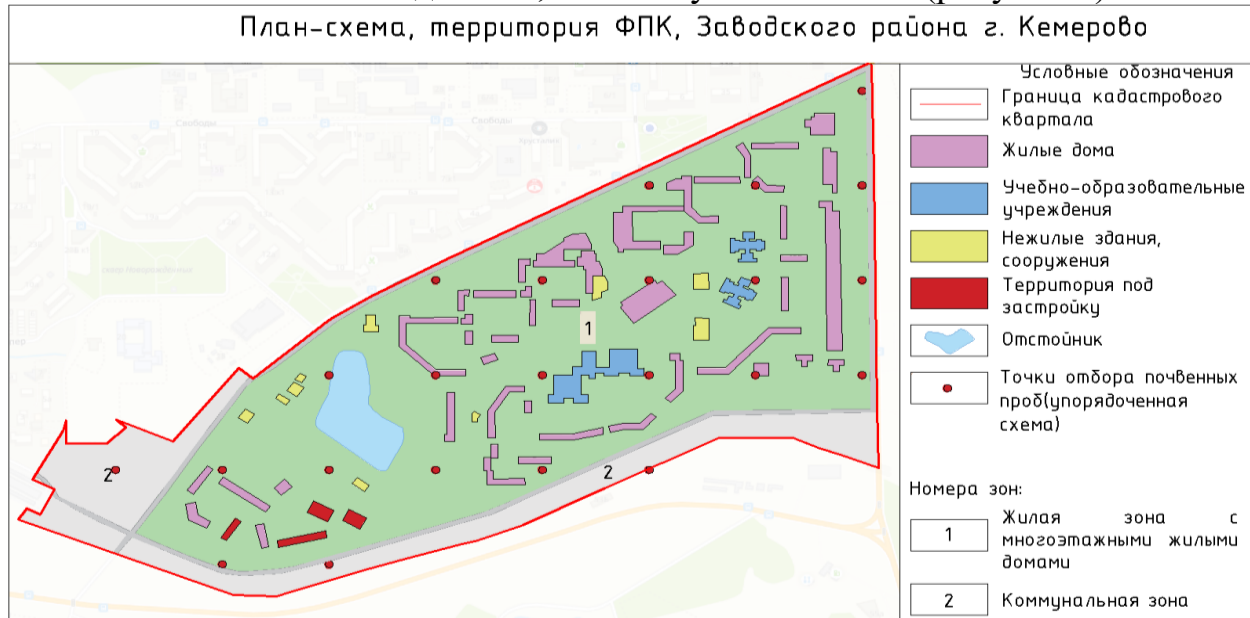 План-схема, территория ФПК, Заводского района г. Кемерово
Условные обозначения
Граница кадастрового
квартала
Жилые дома
Учебно-образовательные
учреждения
Нежилые здания,
сооружения
Территория под
застройку
Отстойник
Точки отбора почвенных
проб(упорядоченная
схема)
Номера зон:
1
Жилая зона с
многоэтажными жилыми
домами
2
Коммунальная зона
Свободы
Свободы
1
2
2